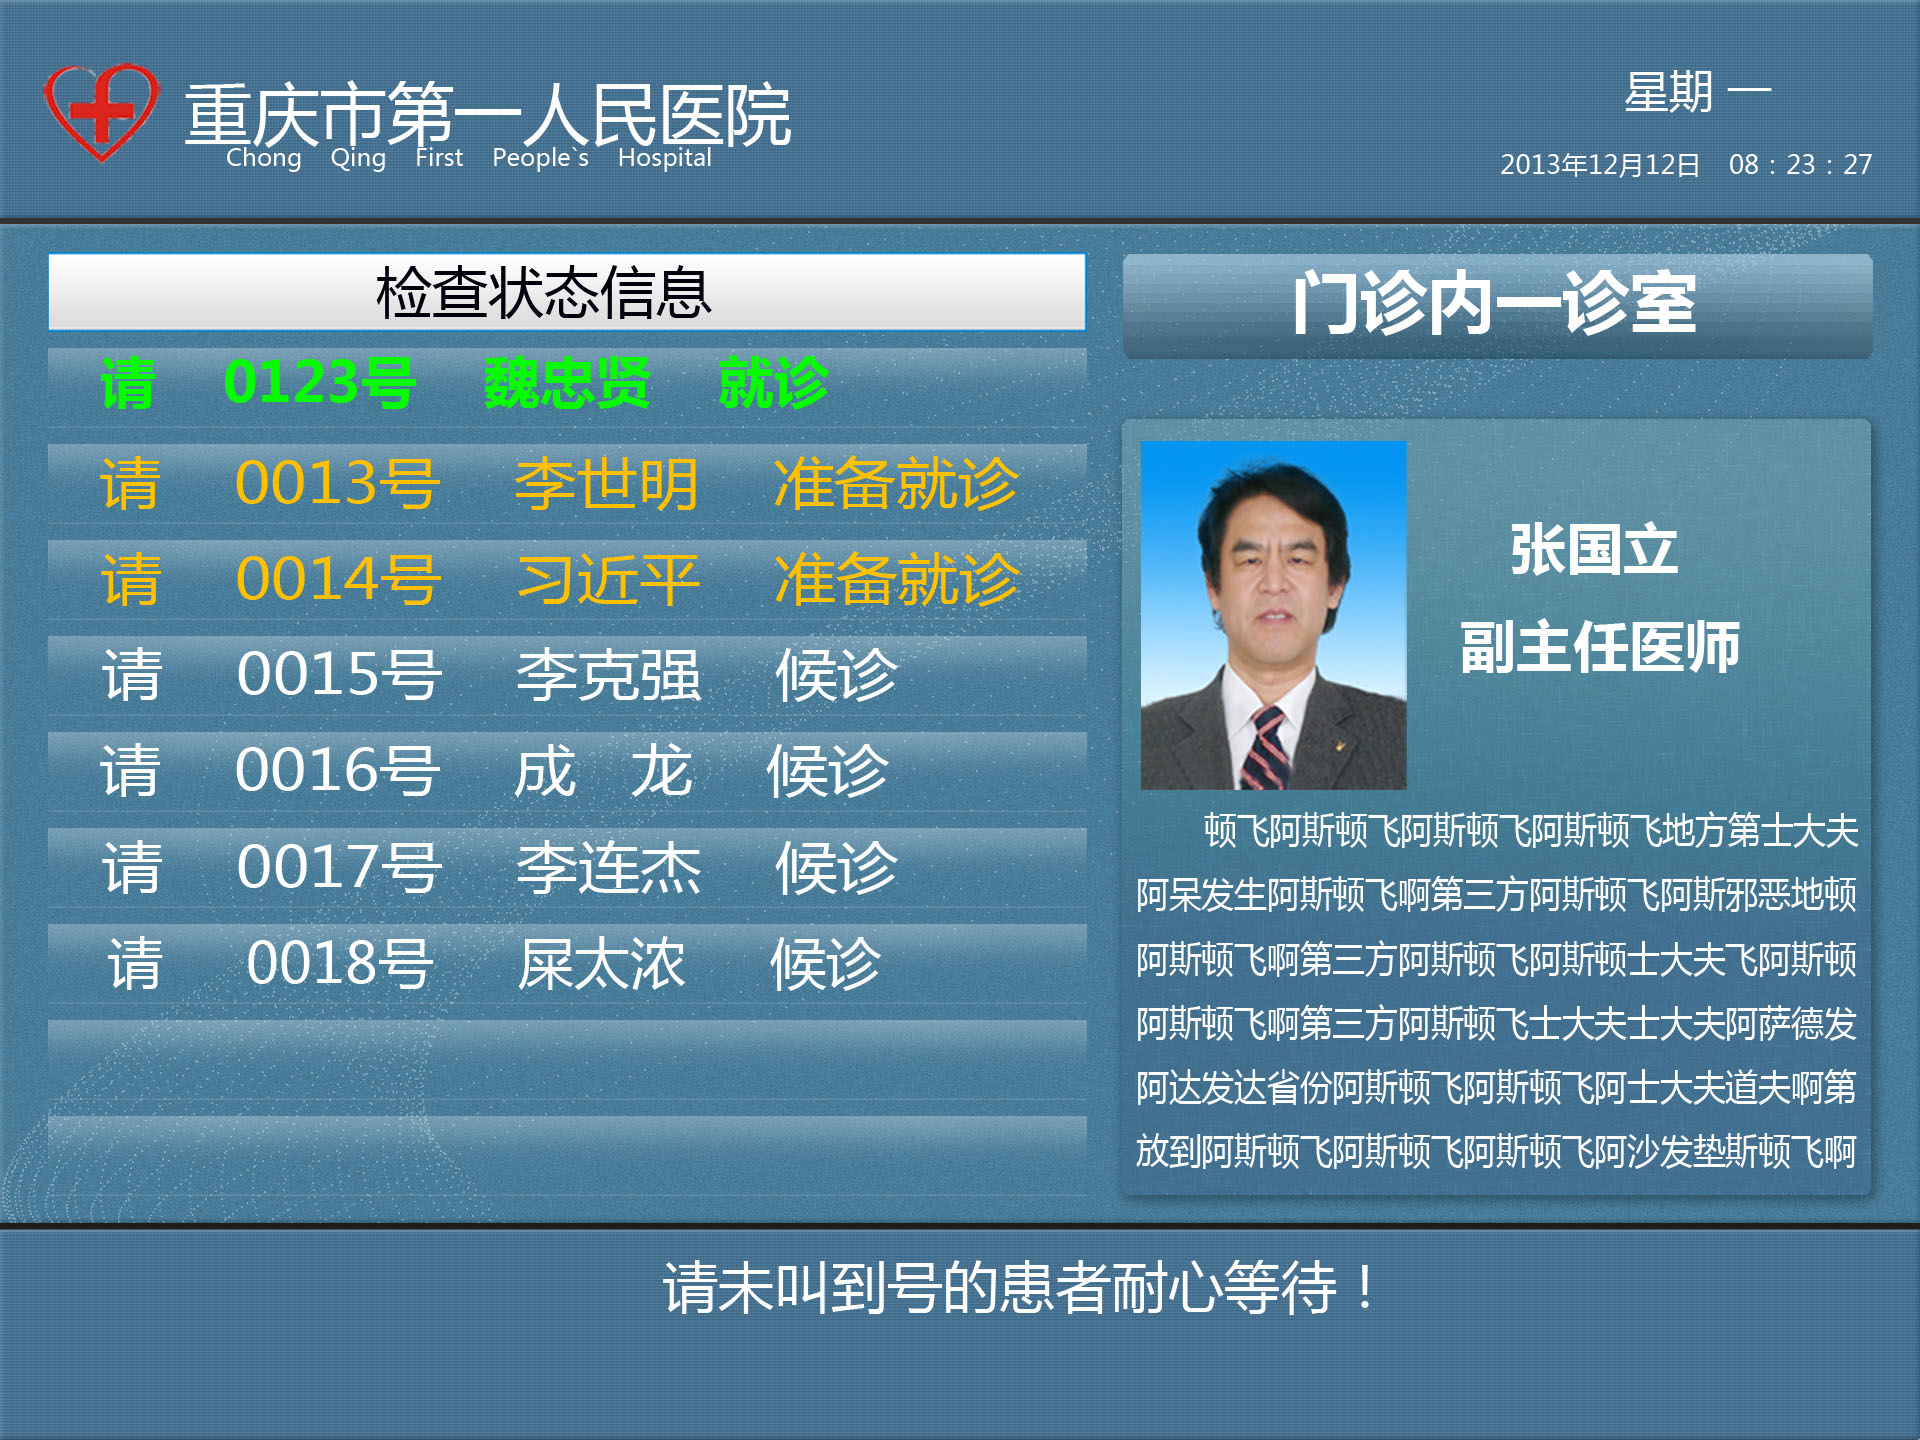 重庆市第一人民医院
Chong Qing First People`s Hospital
星期 一
2013年12月12日 08：23：27
检查状态信息
请 0123号 魏忠贤 就诊
请 0013号 李世明 准备就诊
请 0014号 习近平 准备就诊
请 0015号 李克强 候诊
请 0016号 成 龙 候诊
请 0017号 李连杰 候诊
请 0018号 屎太浓 候诊
门诊内一诊室
张国立
副主任医师
顿飞阿斯顿飞阿斯顿飞阿斯顿飞地方第士大夫
阿呆发生阿斯顿飞啊第三方阿斯顿飞阿斯邪恶地顿
阿斯顿飞啊第三方阿斯顿飞阿斯顿士大夫飞阿斯顿
阿斯顿飞啊第三方阿斯顿飞士大夫士大夫阿萨德发
阿达发达省份阿斯顿飞阿斯顿飞阿士大夫道夫啊第
放到阿斯顿飞阿斯顿飞阿斯顿飞阿沙发垫斯顿飞啊
请未叫到号的患者耐心等待！